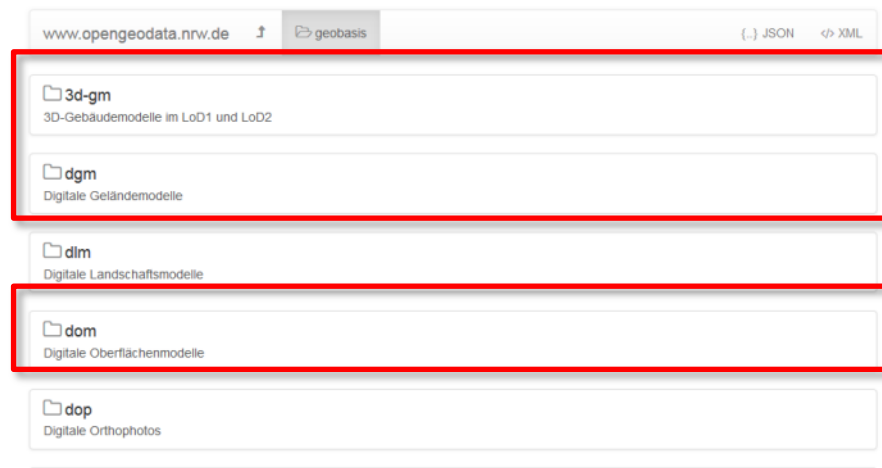 www.opengeodata.nrw.de geobasis {..} JSON </> XML
3d-gm
3D-Gebäudemodelle im LoD1 und LoD2
dgm
Digitale Geländemodelle
dlm
Digitale Landschaftsmodelle
dom
Digitale Oberflächenmodelle
dop
Digitale Orthophotos